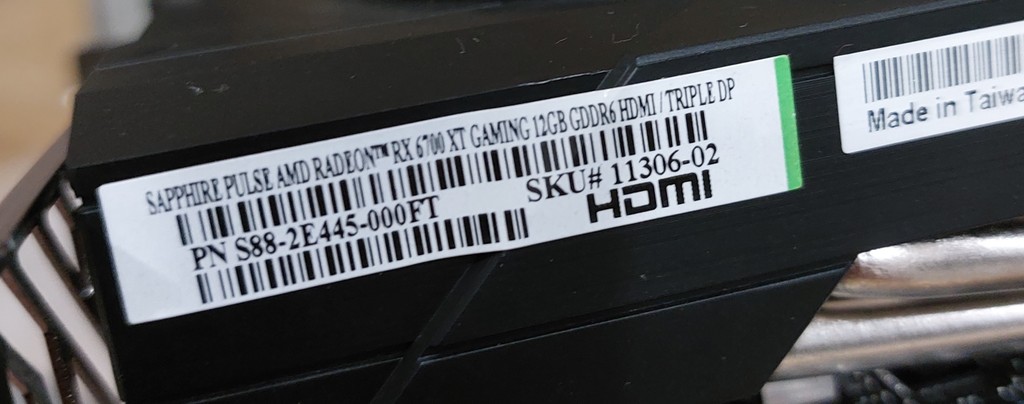 SAPPHIRE PULSE AMD RADEON™ RX 6700 XT GAMING 12GB GDDR6 HDMI / TRIPLE DP
SKU# 11306-02
PN S88-2E445-000FT
HDMI
Made in Taiwa